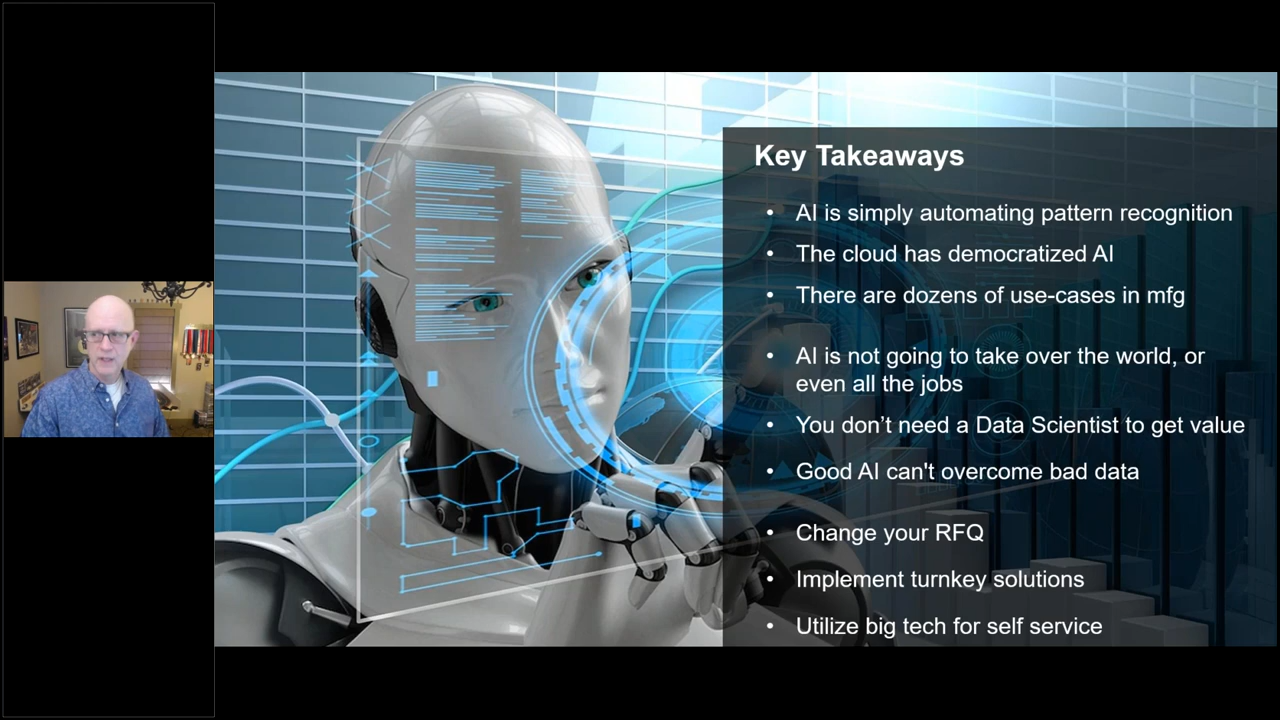 Key Takeaways
• AI is simply automating pattern recognition
• The cloud has democratized AI
• There are dozens of use-cases in mfg
• AI is not going to take over the world, or
even all the jobs
• You don’t need a Data Scientist to get value
• Good AI can't overcome bad data
• Change your RFQ
• Implement turnkey solutions
• Utilize big tech for self service